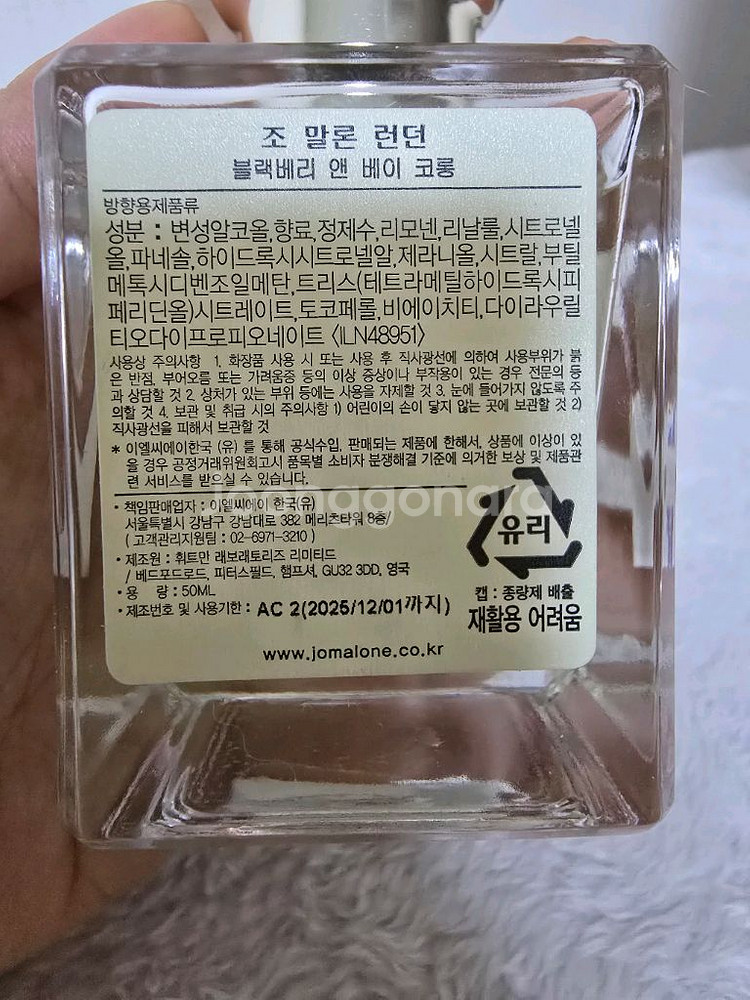 조 말론 런던
블랙베리 앤 베이 코롱
방향용제품류
성분 : 변성알코올,향료,정제수,리모넨,리날룰,시트로넬
올,파네솔,하이드록시시트로넬알,제라니올,시트랄,부틸
메톡시디벤조일메탄,트리스(테트라메틸하이드록시피
페리딘올)시트레이트,토코페롤,비에이치티,다이라우릴
티오다이프로피오네이트 <ILN48951>
사용상 주의사항 1. 화장품 사용 시 또는 사용 후 직사광선에 의하여 사용부위가 붉
은 반점, 부어오름 또는 가려움증 등의 이상 증상이나 부작용이 있는 경우 전문의 등
과 상담할 것 2. 상처가 있는 부위 등에는 사용을 자제할 것 3. 눈에 들어가지 않도록 주
의할 것 4. 보관 및 취급 시의 주의사항 1) 어린이의 손이 닿지 않는 곳에 보관할 것 2)
직사광선을 피해서 보관할 것
* 이엘씨에이한국 (유) 를 통해 공식수입, 판매되는 제품에 한해서, 상품에 이상이 있
을 경우 공정거래위원회고시 품목별 소비자 분쟁해결 기준에 의거한 보상 및 제품관
련 서비스를 받으실 수 있습니다.
joonggonara
• 책임판매업자 : 이엘씨에이 한국(유)
서울특별시 강남구 강남대로 382 메리츠타워 8층/
( 고객관리지원팀 : 02-6971-3210 )
• 제조원 : 휘트만 래보래토리즈 리미티드
/ 베드포드로드, 피터스필드, 햄프셔, GU32 3DD, 영국
• 용 량 : 50ML
• 제조번호 및 사용기한 : AC 2(2025/12/01까지)
유리
캡 : 종량제 배출
재활용 어려움
www.jomalone.co.kr